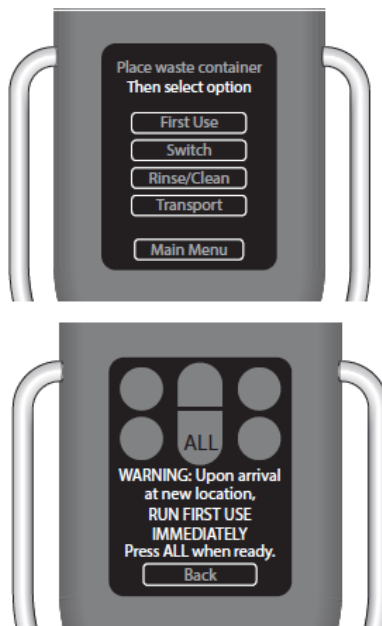 Place waste container
Then select option
First Use
Switch
Rinse/Clean
Transport
Main Menu
ALL
WARNING: Upon arrival
at new location,
RUN FIRST USE
IMMEDIATELY
Press ALL when ready.
Back